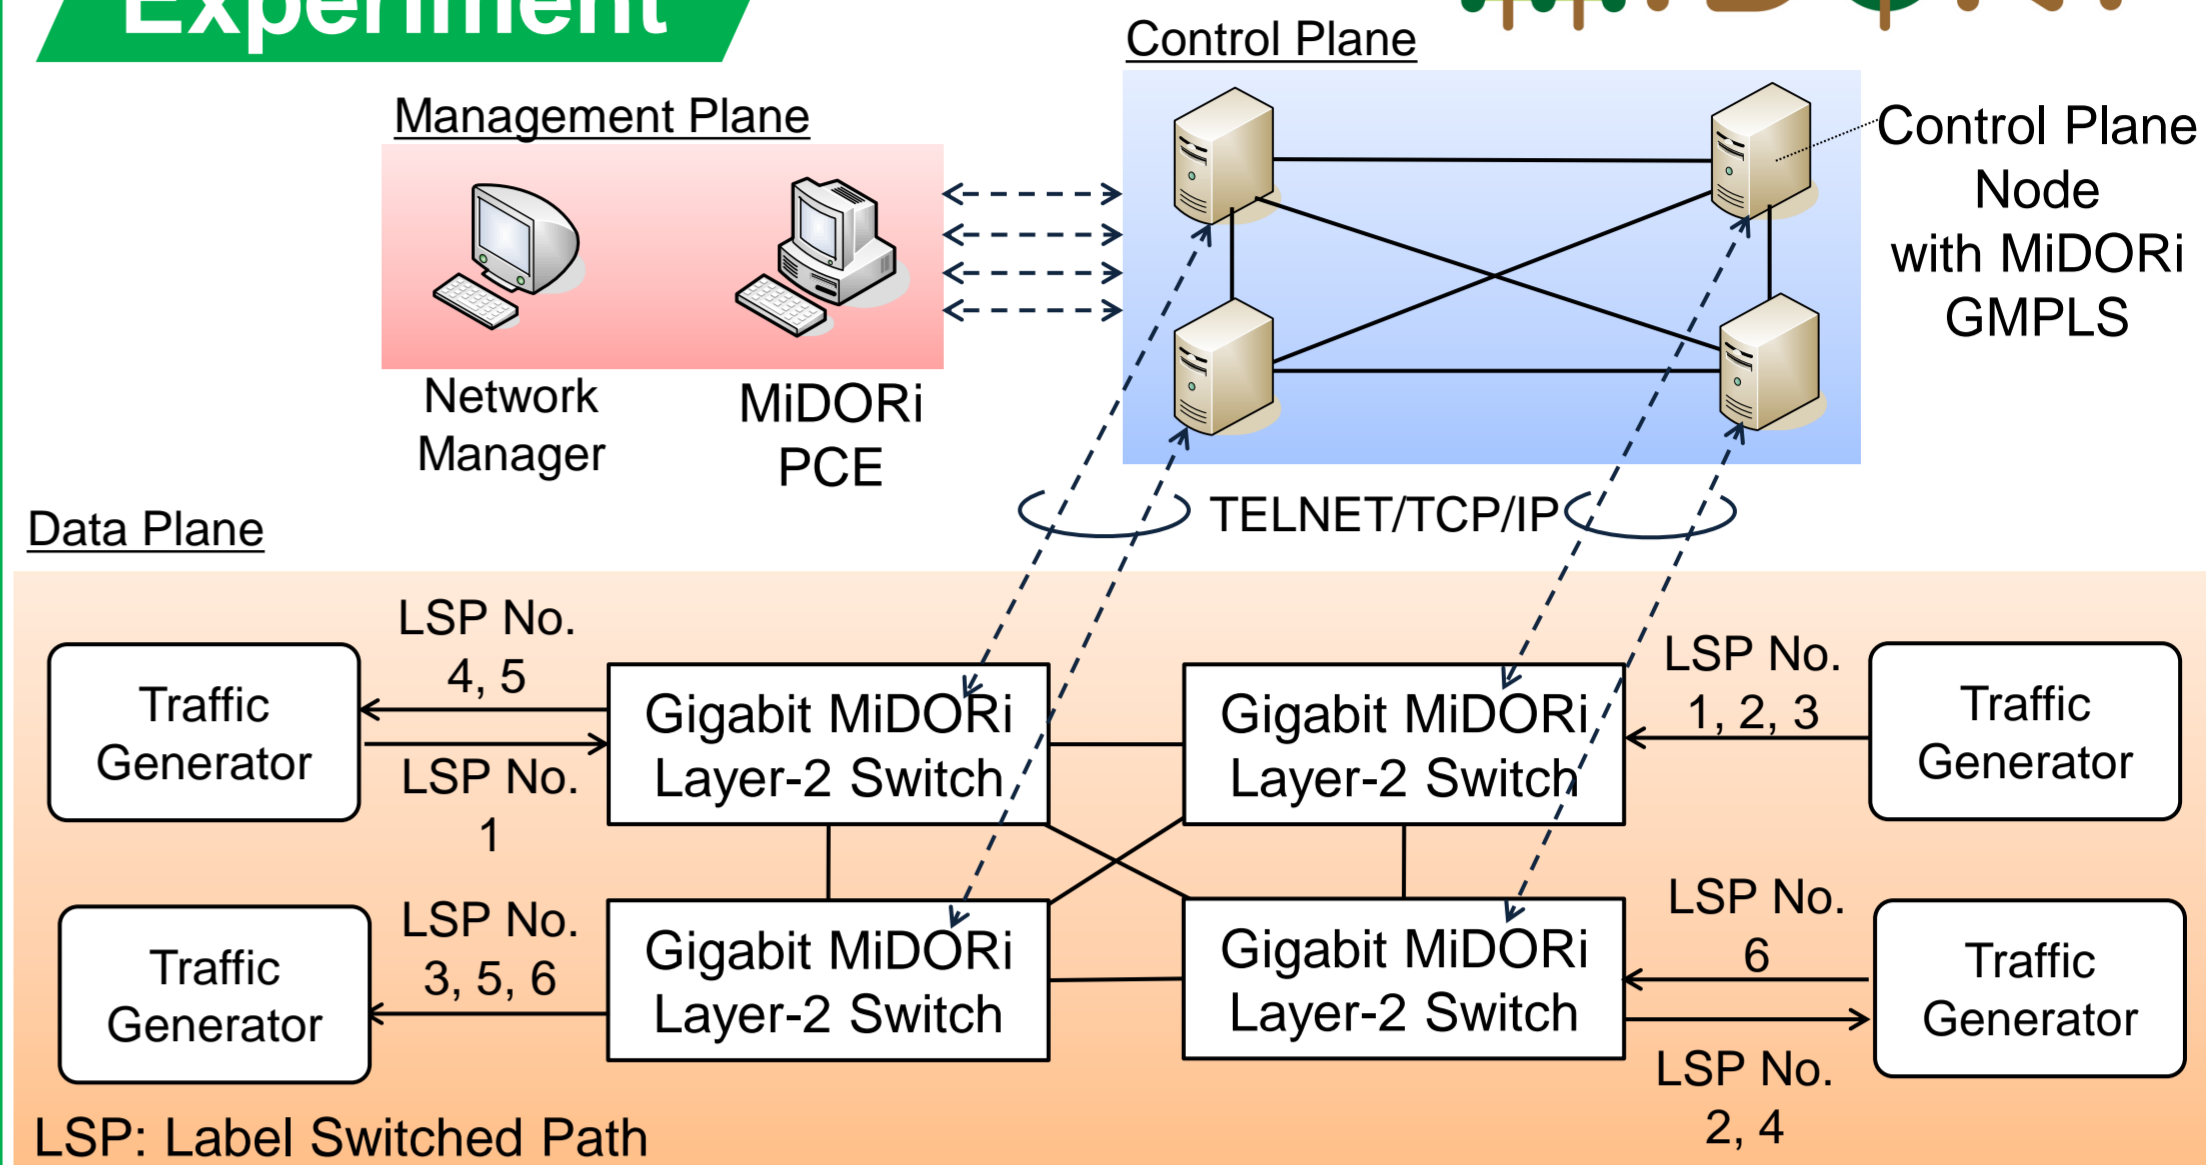 Experiment
Control Plane
Management Plane
Control Plane
Node
with MiDORi
GMPLS
Network
Manager
MiDORi
PCE
TELNET/TCP/IP
Data Plane
LSP No.
4, 5
LSP No.
1
Traffic
Generator
Gigabit MiDORi
Layer-2 Switch
Gigabit MiDORi
Layer-2 Switch
LSP No.
1, 2, 3
Traffic
Generator
Traffic
Generator
LSP No.
3, 5, 6
Gigabit MiDORi
Layer-2 Switch
Gigabit MiDORi
Layer-2 Switch
LSP No.
6
LSP No.
2, 4
Traffic
Generator
LSP: Label Switched Path